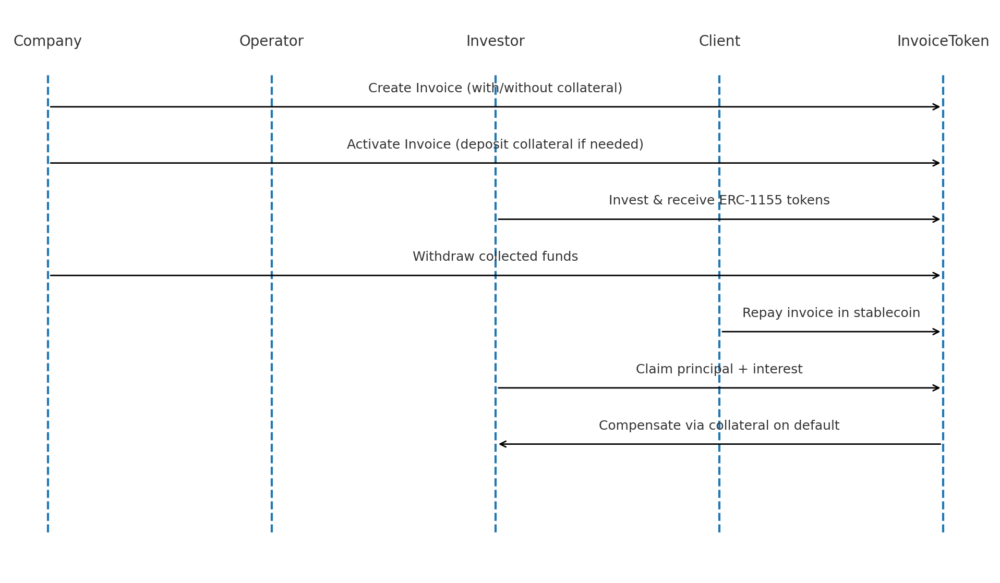 Company
Operator
Investor
Client
InvoiceToken
Create Invoice (with/without collateral)
Activate Invoice (deposit collateral if needed)
Invest & receive ERC-1155 tokens
Withdraw collected funds
Repay invoice in stablecoin
Claim principal + interest
Compensate via collateral on default